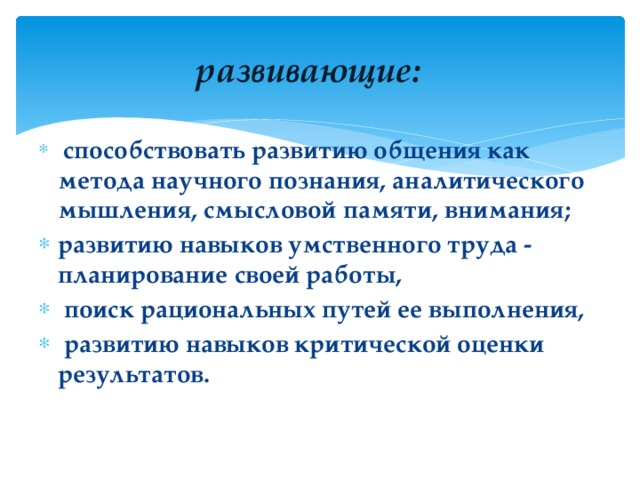 развивающие:
* способствовать развитию общения как
метода научного познания, аналитического
мышления, смысловой памяти, внимания;
* развитию навыков умственного труда -
планирование своей работы,
* поиск рациональных путей ее выполнения,
* развитию навыков критической оценки
результатов.